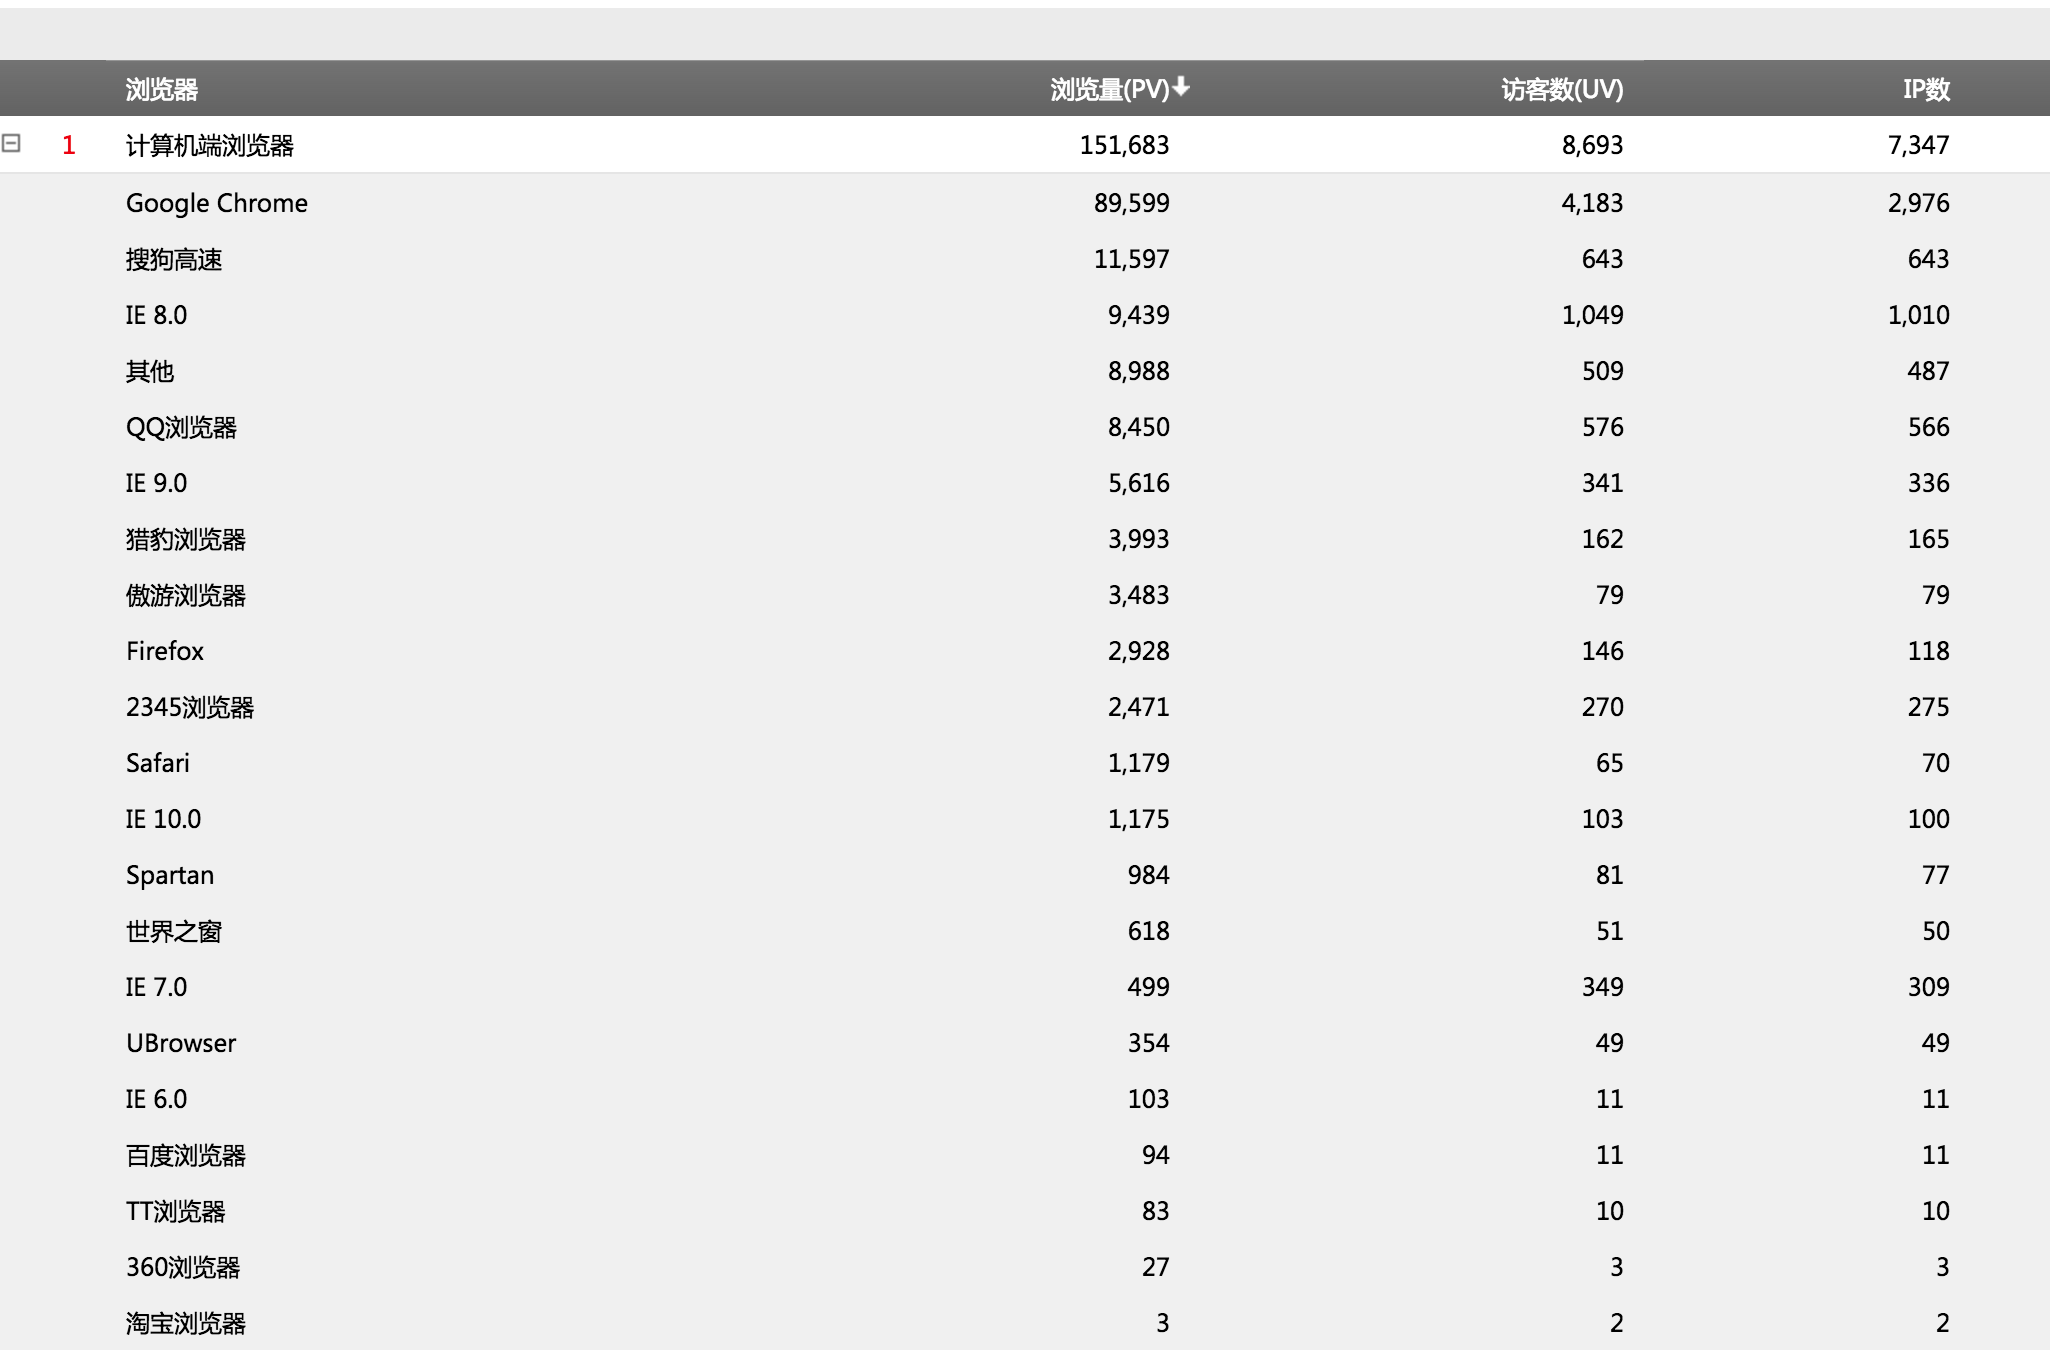 浏览器 浏览量(PV) 访客数(UV) IP数
1 计算机端浏览器 151,683 8,693 7,347
Google Chrome 89,599 4,183 2,976
搜狗高速 11,597 643 643
IE 8.0 9,439 1,049 1,010
其他 8,988 509 487
QQ浏览器 8,450 576 566
IE 9.0 5,616 341 336
猎豹浏览器 3,993 162 165
傲游浏览器 3,483 79 79
Firefox 2,928 146 118
2345浏览器 2,471 270 275
Safari 1,179 65 70
IE 10.0 1,175 103 100
Spartan 984 81 77
世界之窗 618 51 50
IE 7.0 499 349 309
UBrowser 354 49 49
IE 6.0 103 11 11
百度浏览器 94 11 11
TT浏览器 83 10 10
360浏览器 27 3 3
淘宝浏览器 3 2 2